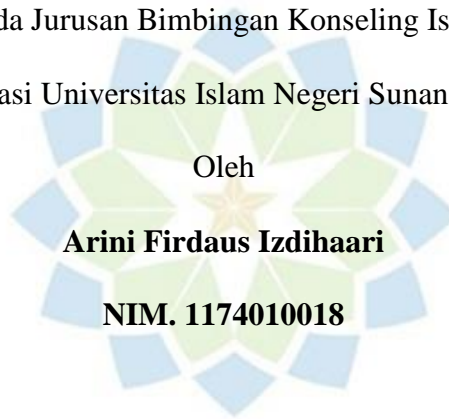 da Jurusan Bimbingan Konseling Is
asi Universitas Islam Negeri Sunan
Oleh
Arini Firdaus Izdihaari
NIM. 1174010018